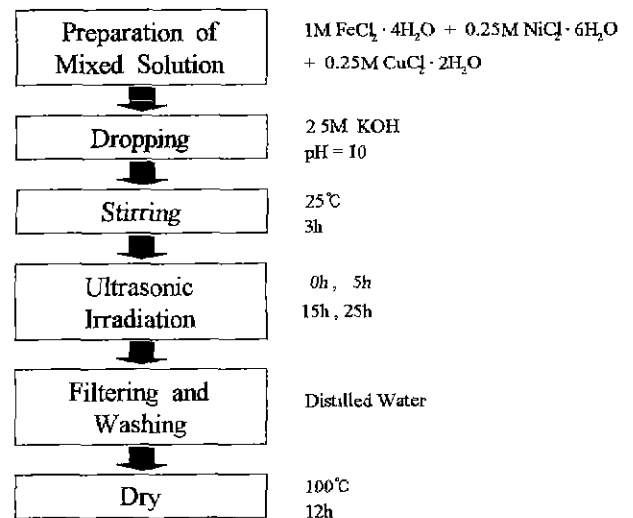 Preparation of
Mixed Solution
1M FeCl₂ · 4H₂O + 0.25M NiCl₂ · 6H₂O
+ 0.25M CuCl₂ · 2H₂O
Dropping
2 5M KOH
pH = 10
Stirring
25℃
3h
Ultrasonic
Irradiation
0h , 5h
15h , 25h
Filtering and
Washing
Distilled Water
Dry
100℃
12h